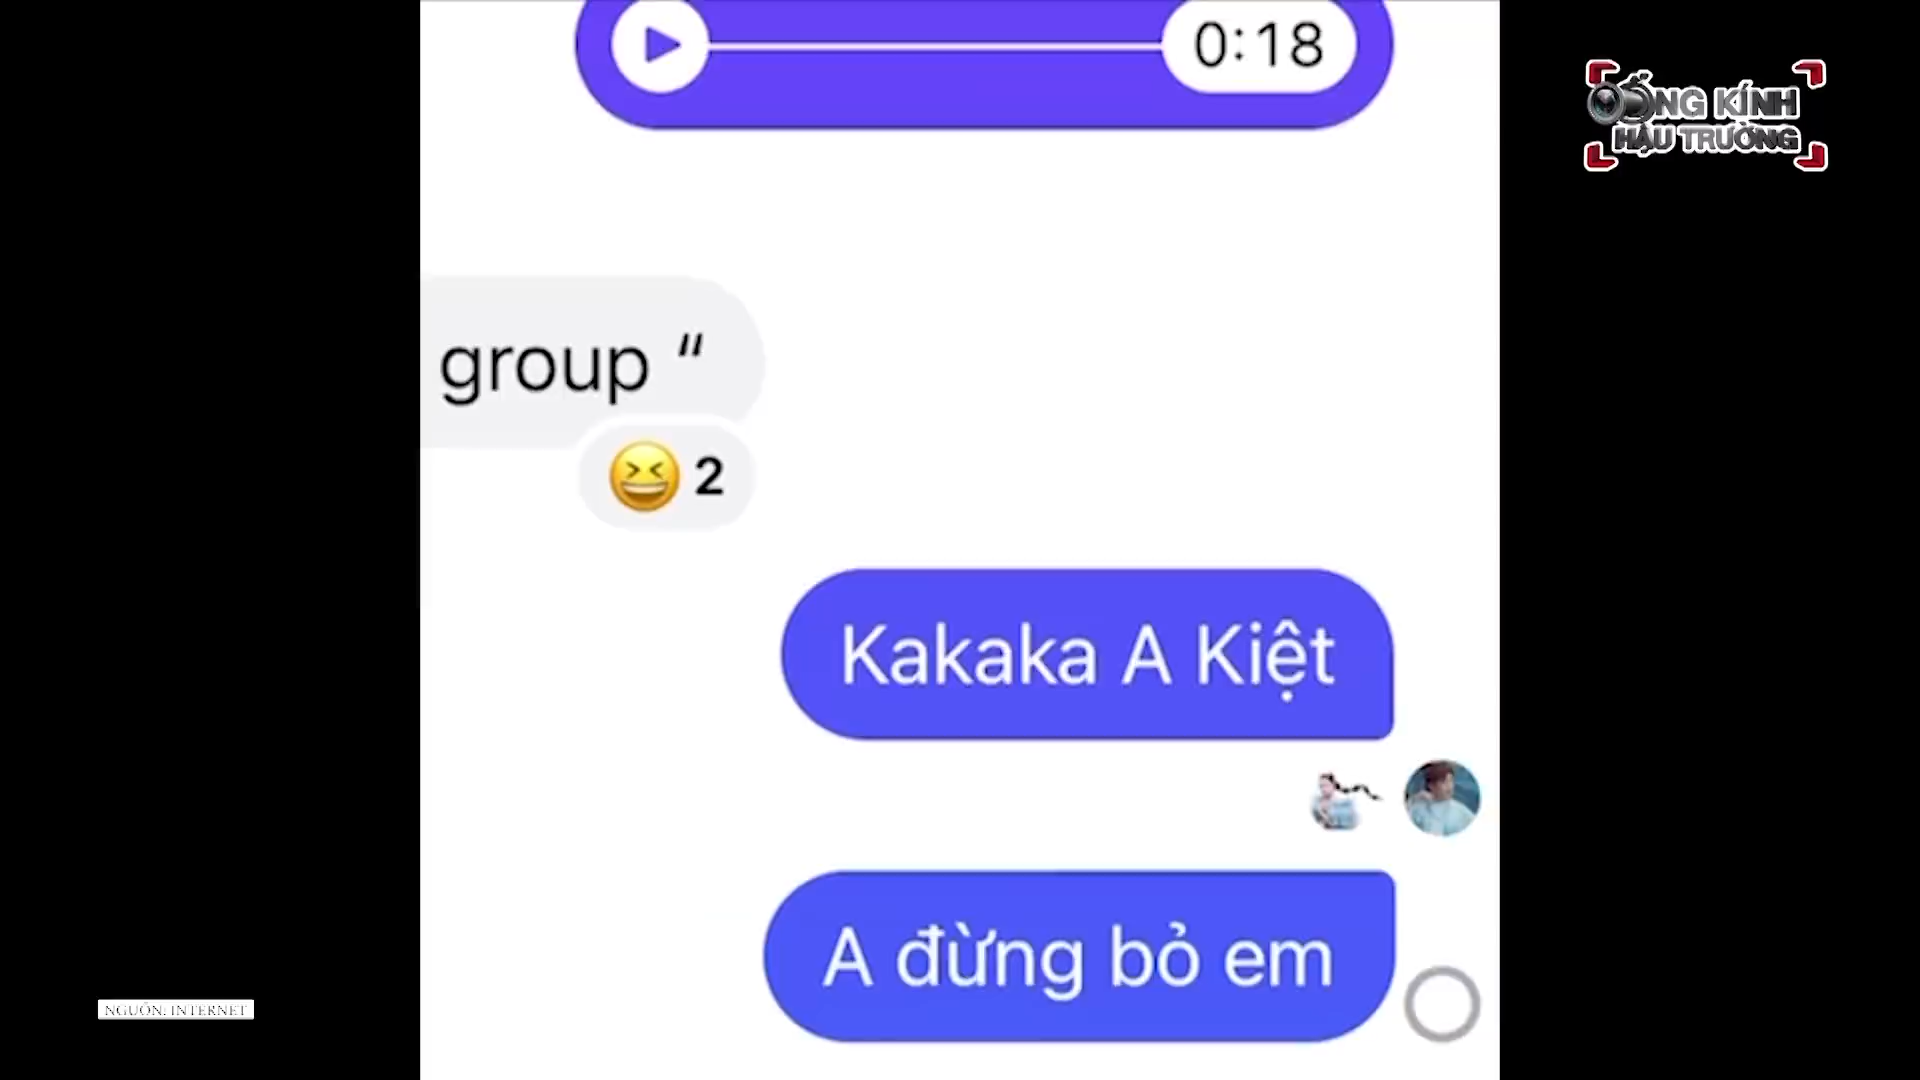 0:18
ỐNG KÍNH
HẬU TRƯỜNG
group “
2
Kakaka A Kiệt
A đừng bỏ em
NGUỒN: INTERNET